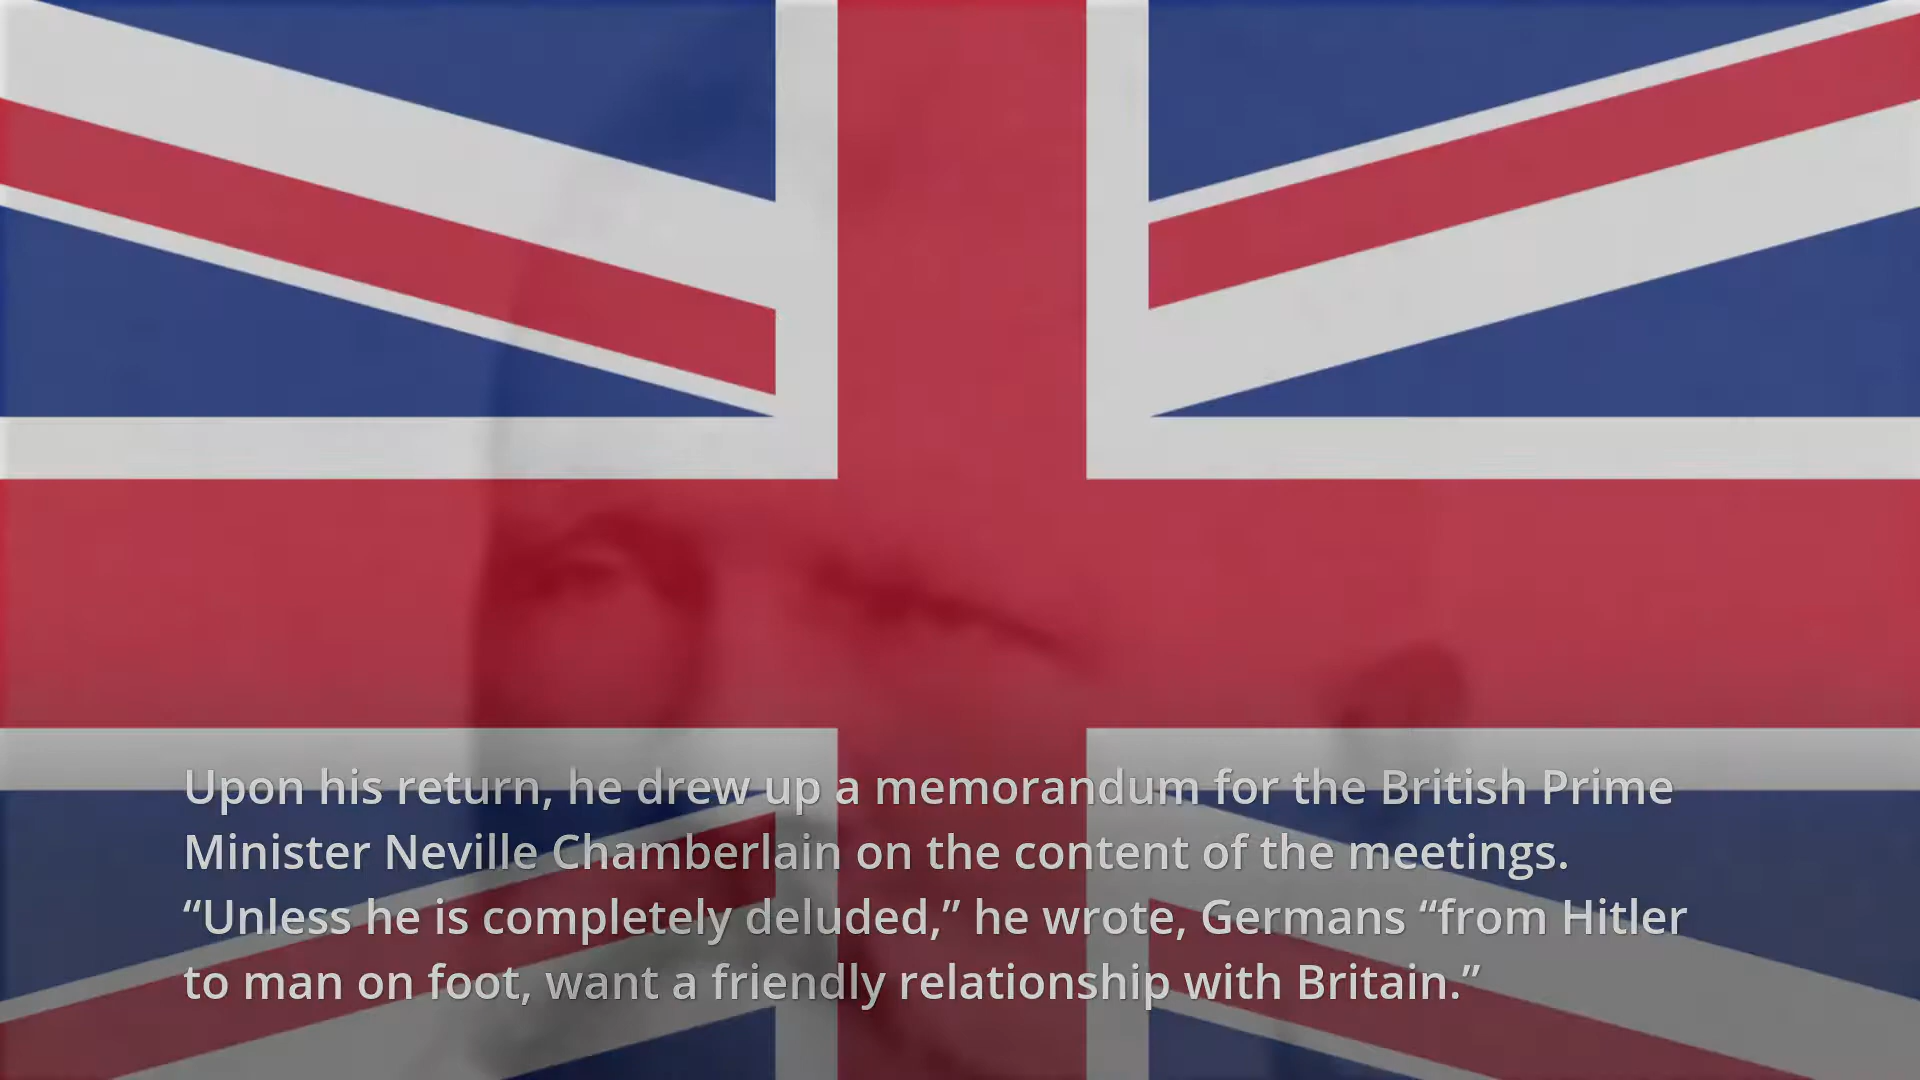 Upon his return, he drew up a memorandum for the British Prime
Minister Neville Chamberlain on the content of the meetings.
“Unless he is completely deluded,” he wrote, Germans “from Hitler
to man on foot, want a friendly relationship with Britain.”